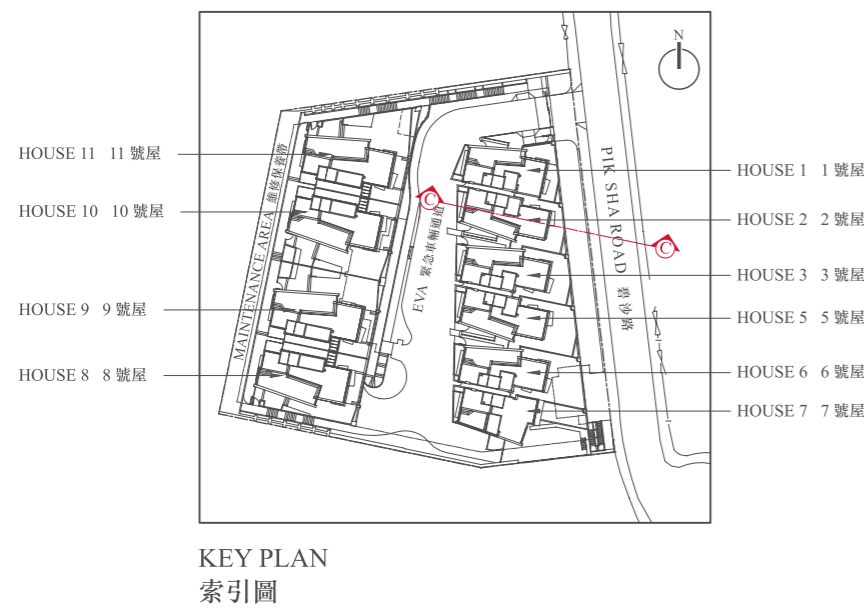 N
HOUSE 11 11 號屋
HOUSE 10 10 號屋
HOUSE 9 9 號屋
HOUSE 8 8 號屋
MAINTENANCE AREA 維修保養帶
EVA 緊急車輛通道
C
C
PIK SHA ROAD 碧沙路
HOUSE 1 1 號屋
HOUSE 2 2 號屋
HOUSE 3 3 號屋
HOUSE 5 5 號屋
HOUSE 6 6 號屋
HOUSE 7 7 號屋
KEY PLAN
索引圖